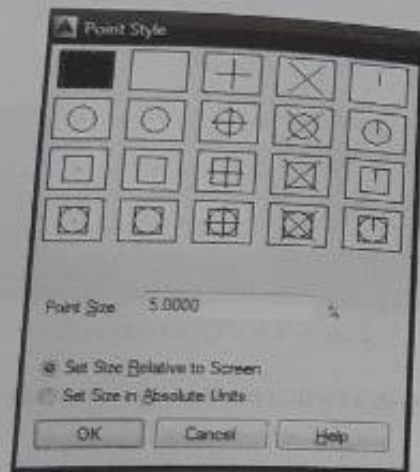 Point Style
Point Size 5.0000 %
Set Size Relative to Screen
Set Size in Absolute Units
OK Cancel Help